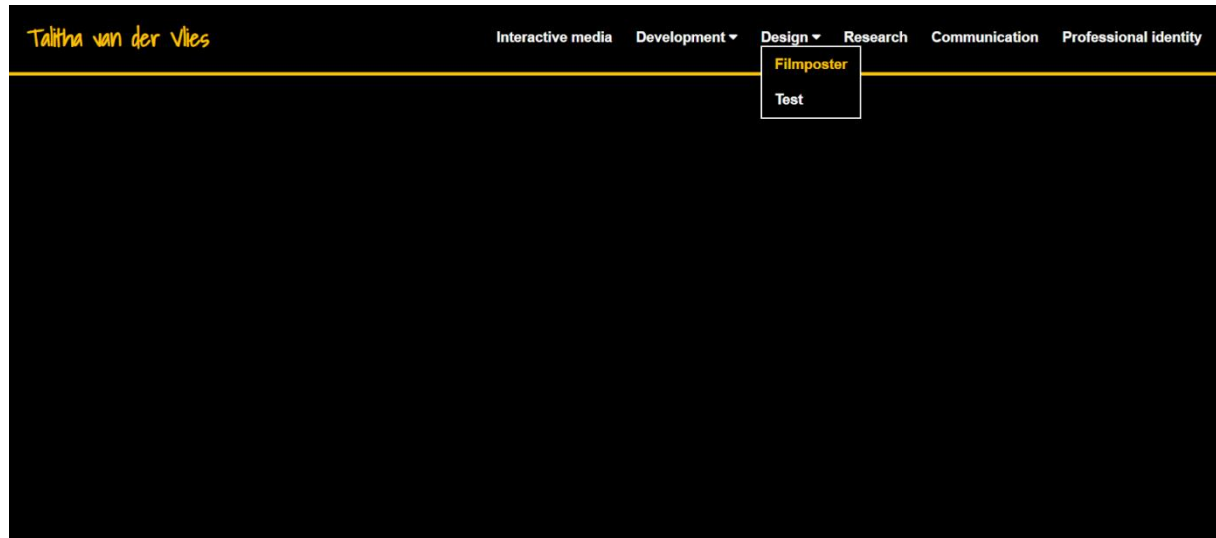 Talitha van der Vlies
Interactive media Development Design Research Communication Professional identity
Filmposter
Test